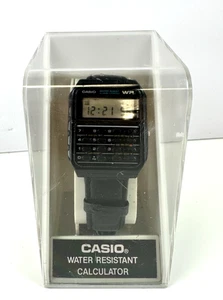 CASIO
WR
12:21
CASIO®
WATER RESISTANT
CALCULATOR